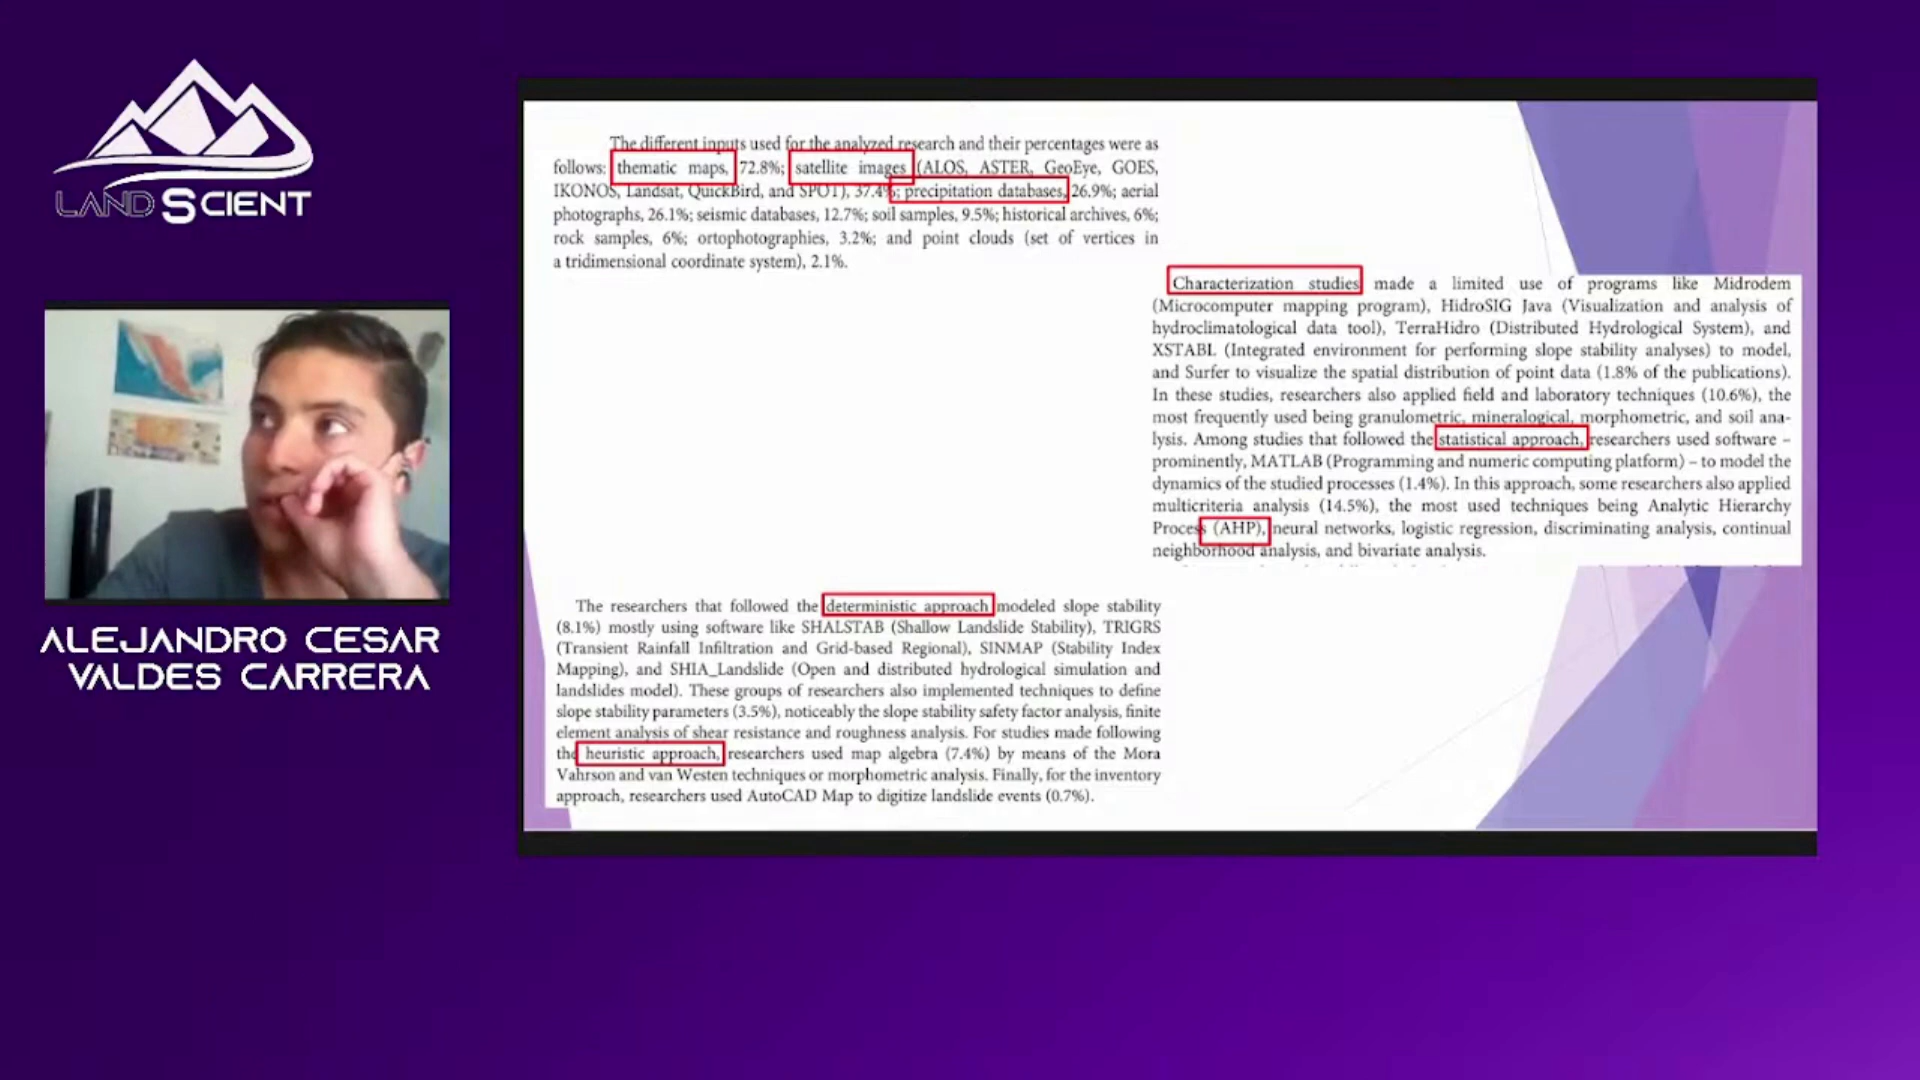 LANDSCIENT
ALEJANDRO CESAR
VALDES CARRERA
The different inputs used for the analyzed research and their percentages were as
follows: thematic maps, 72.8%; satellite images (ALOS, ASTER, GeoEye, GOES,
IKONOS, Landsat, QuickBird, and SPOT), 37.4%; precipitation databases, 26.9%; aerial
photographs, 26.1%; seismic databases, 12.7%; soil samples, 9.5%; historical archives, 6%;
rock samples, 6%; ortophotographies, 3.2%; and point clouds (set of vertices in
a tridimensional coordinate system), 2.1%.
Characterization studies made a limited use of programs like Midrodem
(Microcomputer mapping program), HidroSIG Java (Visualization and analysis of
hydroclimatological data tool), TerraHidro (Distributed Hydrological System), and
XSTABL (Integrated environment for performing slope stability analyses) to model,
and Surfer to visualize the spatial distribution of point data (1.8% of the publications).
In these studies, researchers also applied field and laboratory techniques (10.6%), the
most frequently used being granulometric, mineralogical, morphometric, and soil ana-
lysis. Among studies that followed the statistical approach, researchers used software –
prominently, MATLAB (Programming and numeric computing platform) – to model the
dynamics of the studied processes (1.4%). In this approach, some researchers also applied
multicriteria analysis (14.5%), the most used techniques being Analytic Hierarchy
Process (AHP), neural networks, logistic regression, discriminating analysis, continual
neighborhood analysis, and bivariate analysis.
The researchers that followed the deterministic approach modeled slope stability
(8.1%) mostly using software like SHALSTAB (Shallow Landslide Stability), TRIGRS
(Transient Rainfall Infiltration and Grid-based Regional), SINMAP (Stability Index
Mapping), and SHIA_Landslide (Open and distributed hydrological simulation and
landslides model). These groups of researchers also implemented techniques to define
slope stability parameters (3.5%), noticeably the slope stability safety factor analysis, finite
element analysis of shear resistance and roughness analysis. For studies made following
the heuristic approach, researchers used map algebra (7.4%) by means of the Mora
Vahrson and van Westen techniques or morphometric analysis. Finally, for the inventory
approach, researchers used AutoCAD Map to digitize landslide events (0.7%).